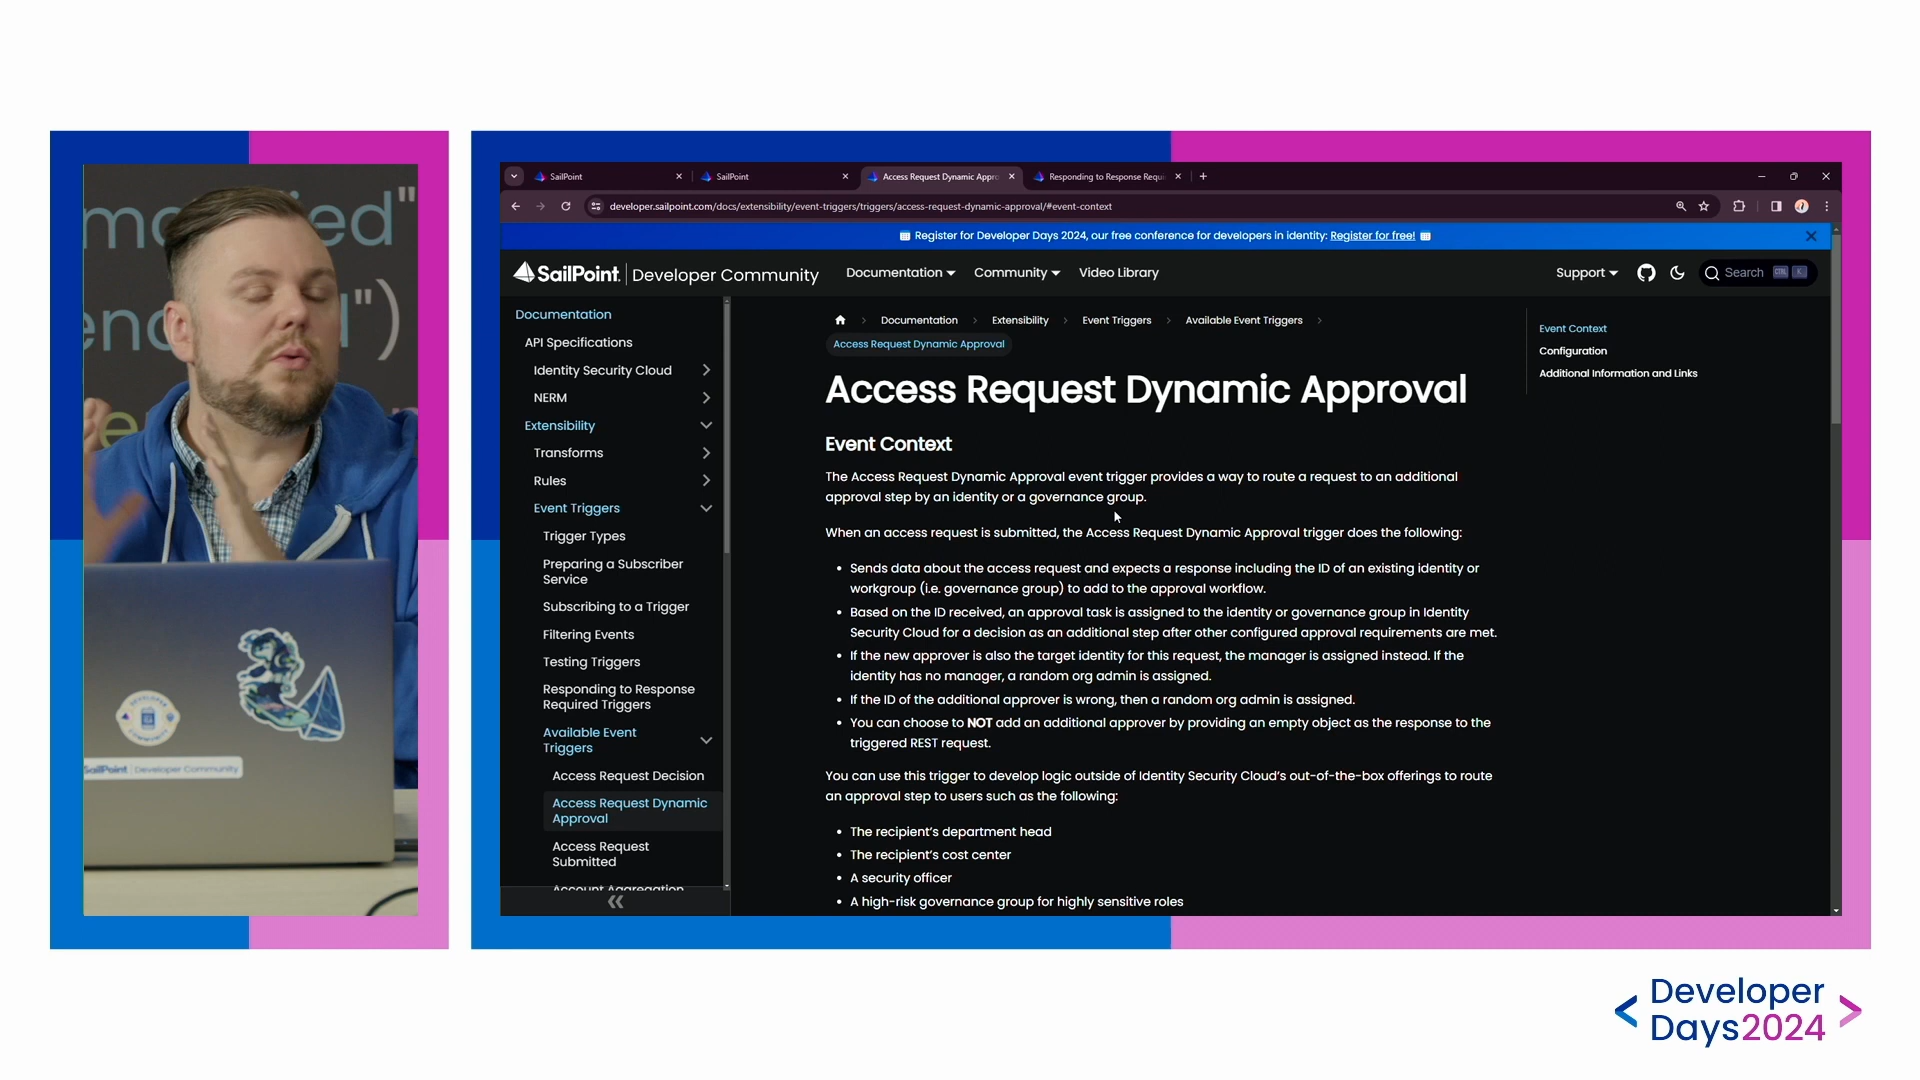 SailPoint
SailPoint
Access Request Dynamic Appro
Responding to Response Requi
developer.sailpoint.com/docs/extensibility/event-triggers/triggers/access-request-dynamic-approval/#event-context
Register for Developer Days 2024, our free conference for developers in identity: Register for free!
SailPoint. | Developer Community
Documentation
Community
Video Library
Support
Search
CTRL
K
Documentation
API Specifications
Identity Security Cloud
NERM
Extensibility
Transforms
Rules
Event Triggers
Trigger Types
Preparing a Subscriber
Service
Subscribing to a Trigger
Filtering Events
Testing Triggers
Responding to Response
Required Triggers
Available Event
Triggers
Access Request Decision
Access Request Dynamic
Approval
Access Request
Submitted
Account Aggregation
Documentation
Extensibility
Event Triggers
Available Event Triggers
Access Request Dynamic Approval
Access Request Dynamic Approval
Event Context
The Access Request Dynamic Approval event trigger provides a way to route a request to an additional
approval step by an identity or a governance group.
When an access request is submitted, the Access Request Dynamic Approval trigger does the following:
• Sends data about the access request and expects a response including the ID of an existing identity or
workgroup (i.e. governance group) to add to the approval workflow.
• Based on the ID received, an approval task is assigned to the identity or governance group in Identity
Security Cloud for a decision as an additional step after other configured approval requirements are met.
• If the new approver is also the target identity for this request, the manager is assigned instead. If the
identity has no manager, a random org admin is assigned.
• If the ID of the additional approver is wrong, then a random org admin is assigned.
• You can choose to NOT add an additional approver by providing an empty object as the response to the
triggered REST request.
You can use this trigger to develop logic outside of Identity Security Cloud's out-of-the-box offerings to route
an approval step to users such as the following:
• The recipient's department head
• The recipient's cost center
• A security officer
• A high-risk governance group for highly sensitive roles
Event Context
Configuration
Additional Information and Links
SailPoint | Developer Community
Developer
Days2024